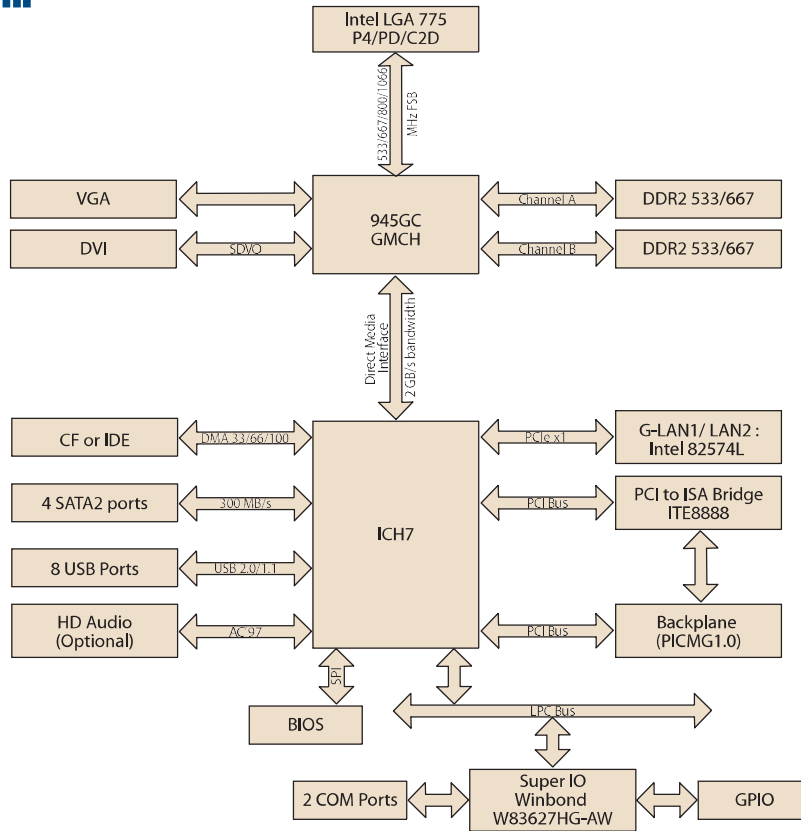 Intel LGA 775
P4/PD/C2D
533/667/800/1066
MHz FSB
VGA
945GC
GMCH
Channel A
DDR2 533/667
DVI
SDVO
Channel B
DDR2 533/667
Direct Media
Interface
2 GB/s bandwidth
CF or IDE
DMA 33/66/100
ICH7
PCIe x1
G-LAN1/ LAN2 :
Intel 82574L
4 SATA2 ports
300 MB/s
PCI Bus
PCI to ISA Bridge
ITE8888
8 USB Ports
USB 2.0/1.1
HD Audio
(Optional)
AC 97
PCI Bus
Backplane
(PICMG1.0)
SPI
BIOS
LPC Bus
2 COM Ports
Super IO
Winbond
W83627HG-AW
GPIO